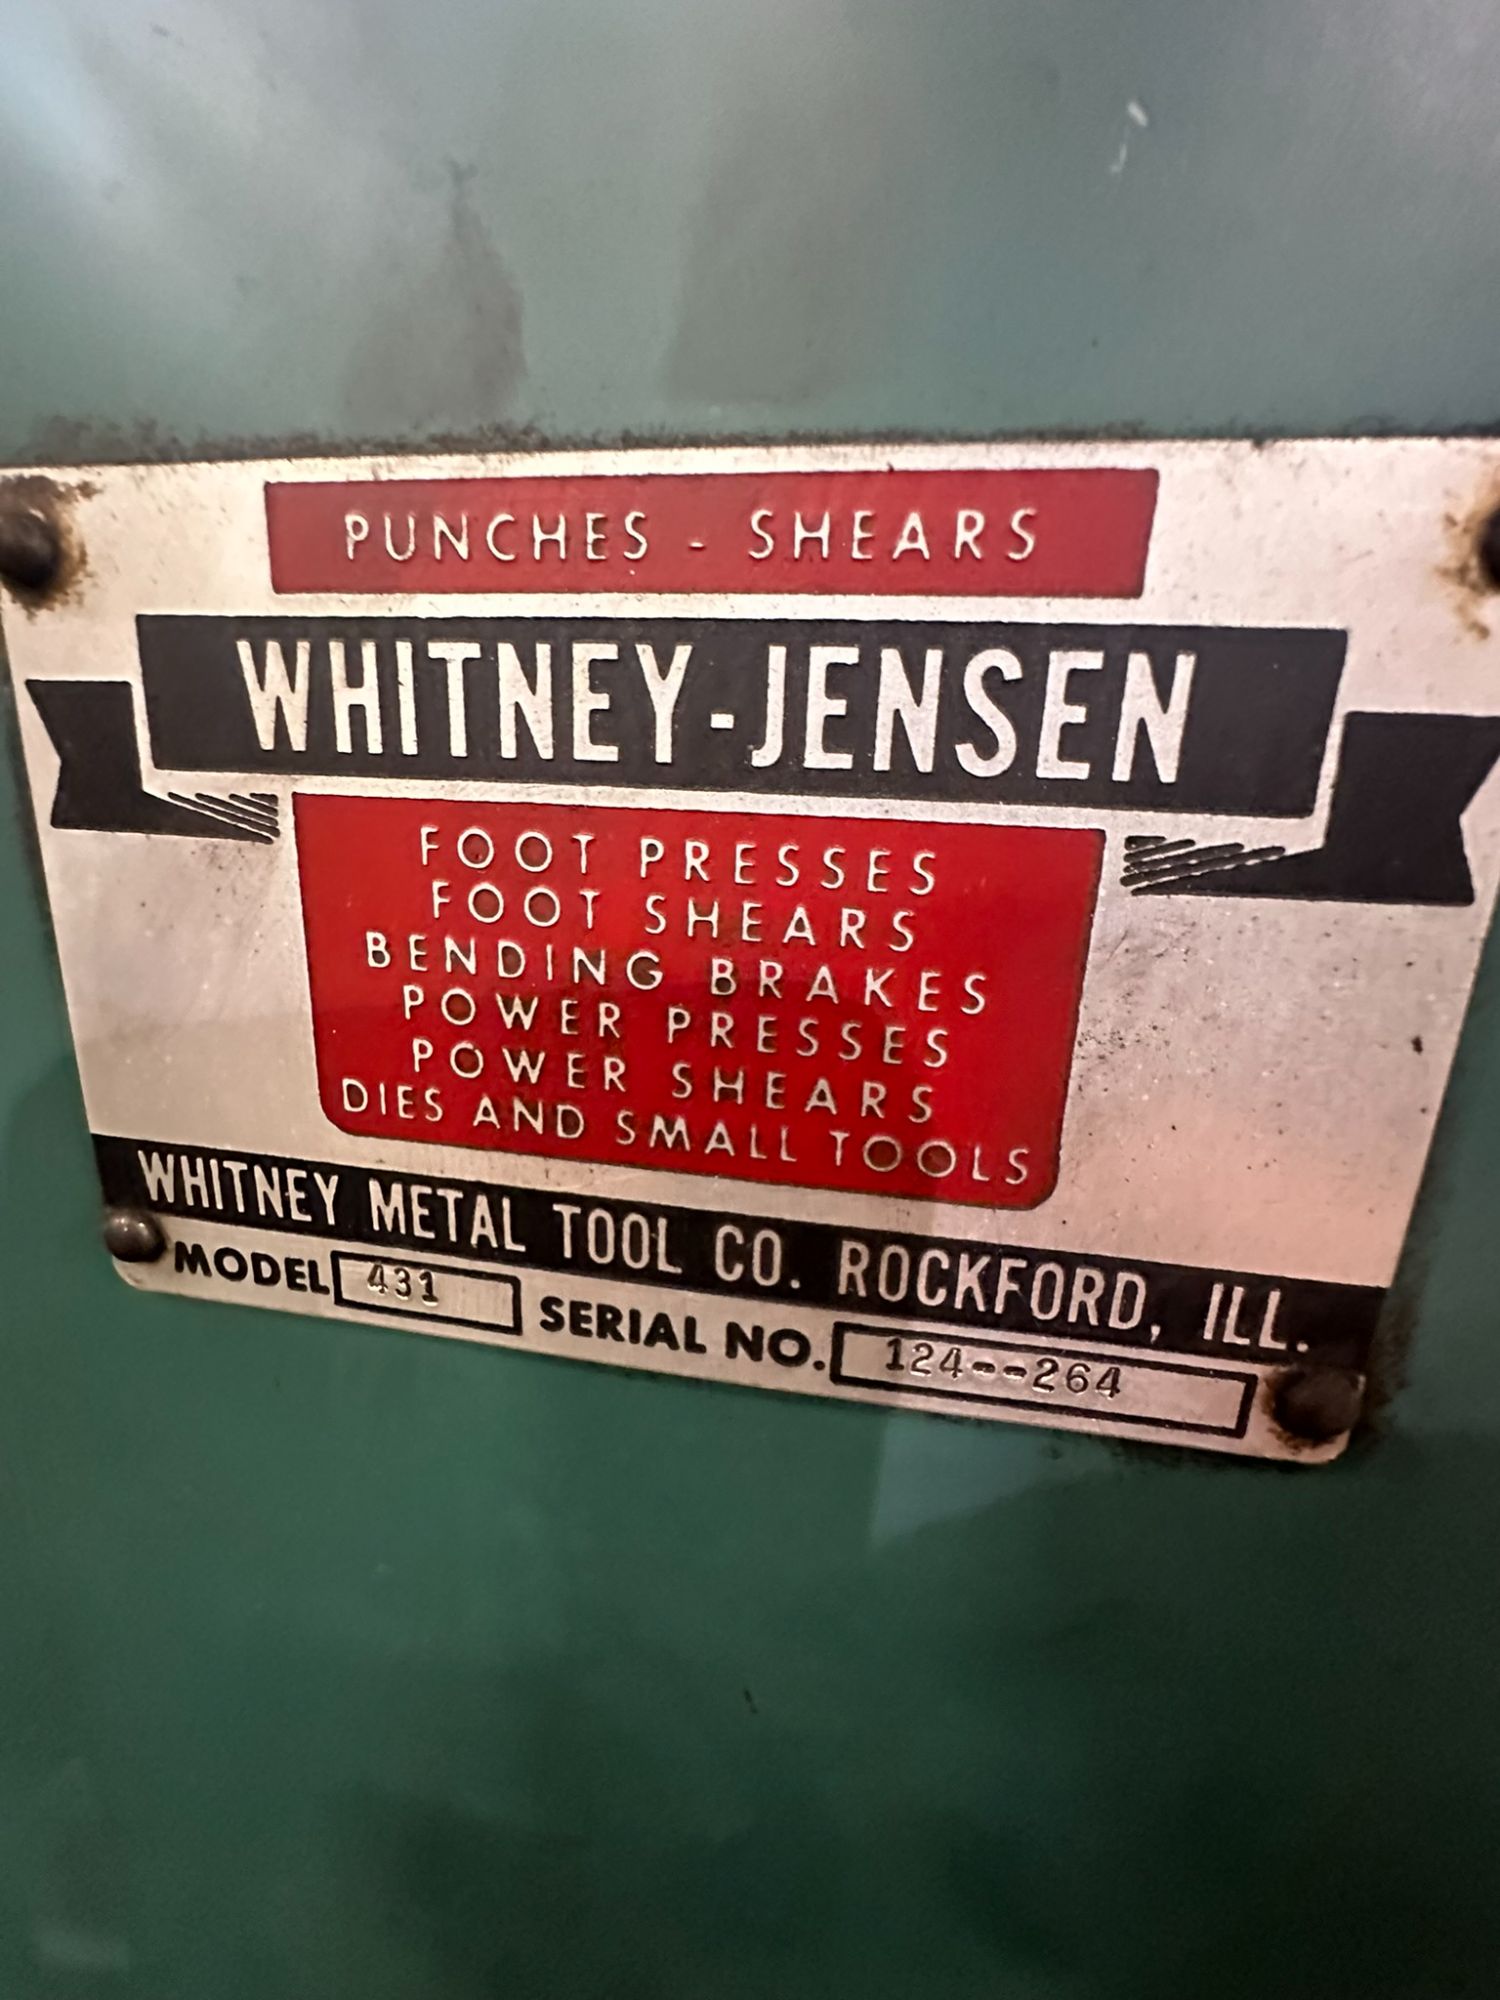 PUNCHES - SHEARS
WHITNEY-JENSEN
FOOT PRESSES
FOOT SHEARS
BENDING BRAKES
POWER PRESSES
POWER SHEARS
DIES AND SMALL TOOLS
WHITNEY METAL TOOL CO. ROCKFORD, ILL.
MODEL 431 SERIAL NO. 124--264